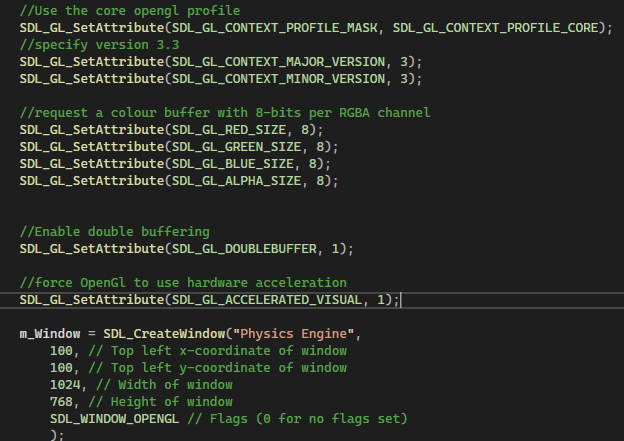 //Use the core opengl profile
SDL_GL_SetAttribute(SDL_GL_CONTEXT_PROFILE_MASK, SDL_GL_CONTEXT_PROFILE_CORE);
//specify version 3.3
SDL_GL_SetAttribute(SDL_GL_CONTEXT_MAJOR_VERSION, 3);
SDL_GL_SetAttribute(SDL_GL_CONTEXT_MINOR_VERSION, 3);
//request a colour buffer with 8-bits per RGBA channel
SDL_GL_SetAttribute(SDL_GL_RED_SIZE, 8);
SDL_GL_SetAttribute(SDL_GL_GREEN_SIZE, 8);
SDL_GL_SetAttribute(SDL_GL_BLUE_SIZE, 8);
SDL_GL_SetAttribute(SDL_GL_ALPHA_SIZE, 8);
//Enable double buffering
SDL_GL_SetAttribute(SDL_GL_DOUBLEBUFFER, 1);
//force OpenGl to use hardware acceleration
SDL_GL_SetAttribute(SDL_GL_ACCELERATED_VISUAL, 1);
m_Window = SDL_CreateWindow("Physics Engine",
100, // Top left x-coordinate of window
100, // Top left y-coordinate of window
1024, // Width of window
768, // Height of window
SDL_WINDOW_OPENGL // Flags (0 for no flags set)
);